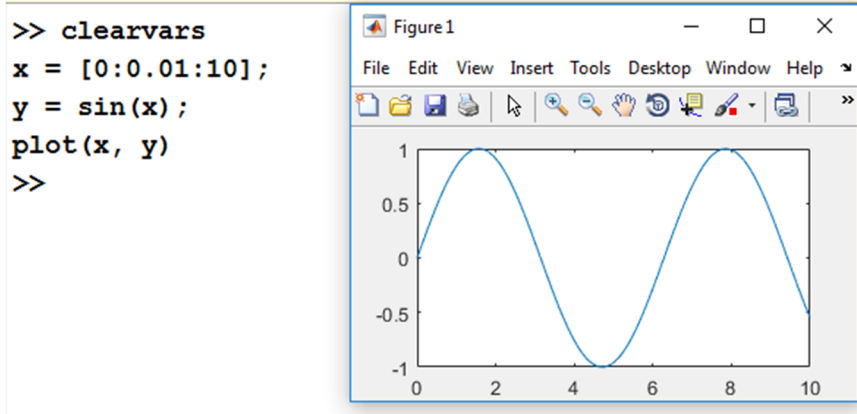 >> clearvars
x = [0:0.01:10];
y = sin(x);
plot(x, y)
>>
Figure 1
File Edit View Insert Tools Desktop Window Help
1
0.5
0
-0.5
-1
0 2 4 6 8 10